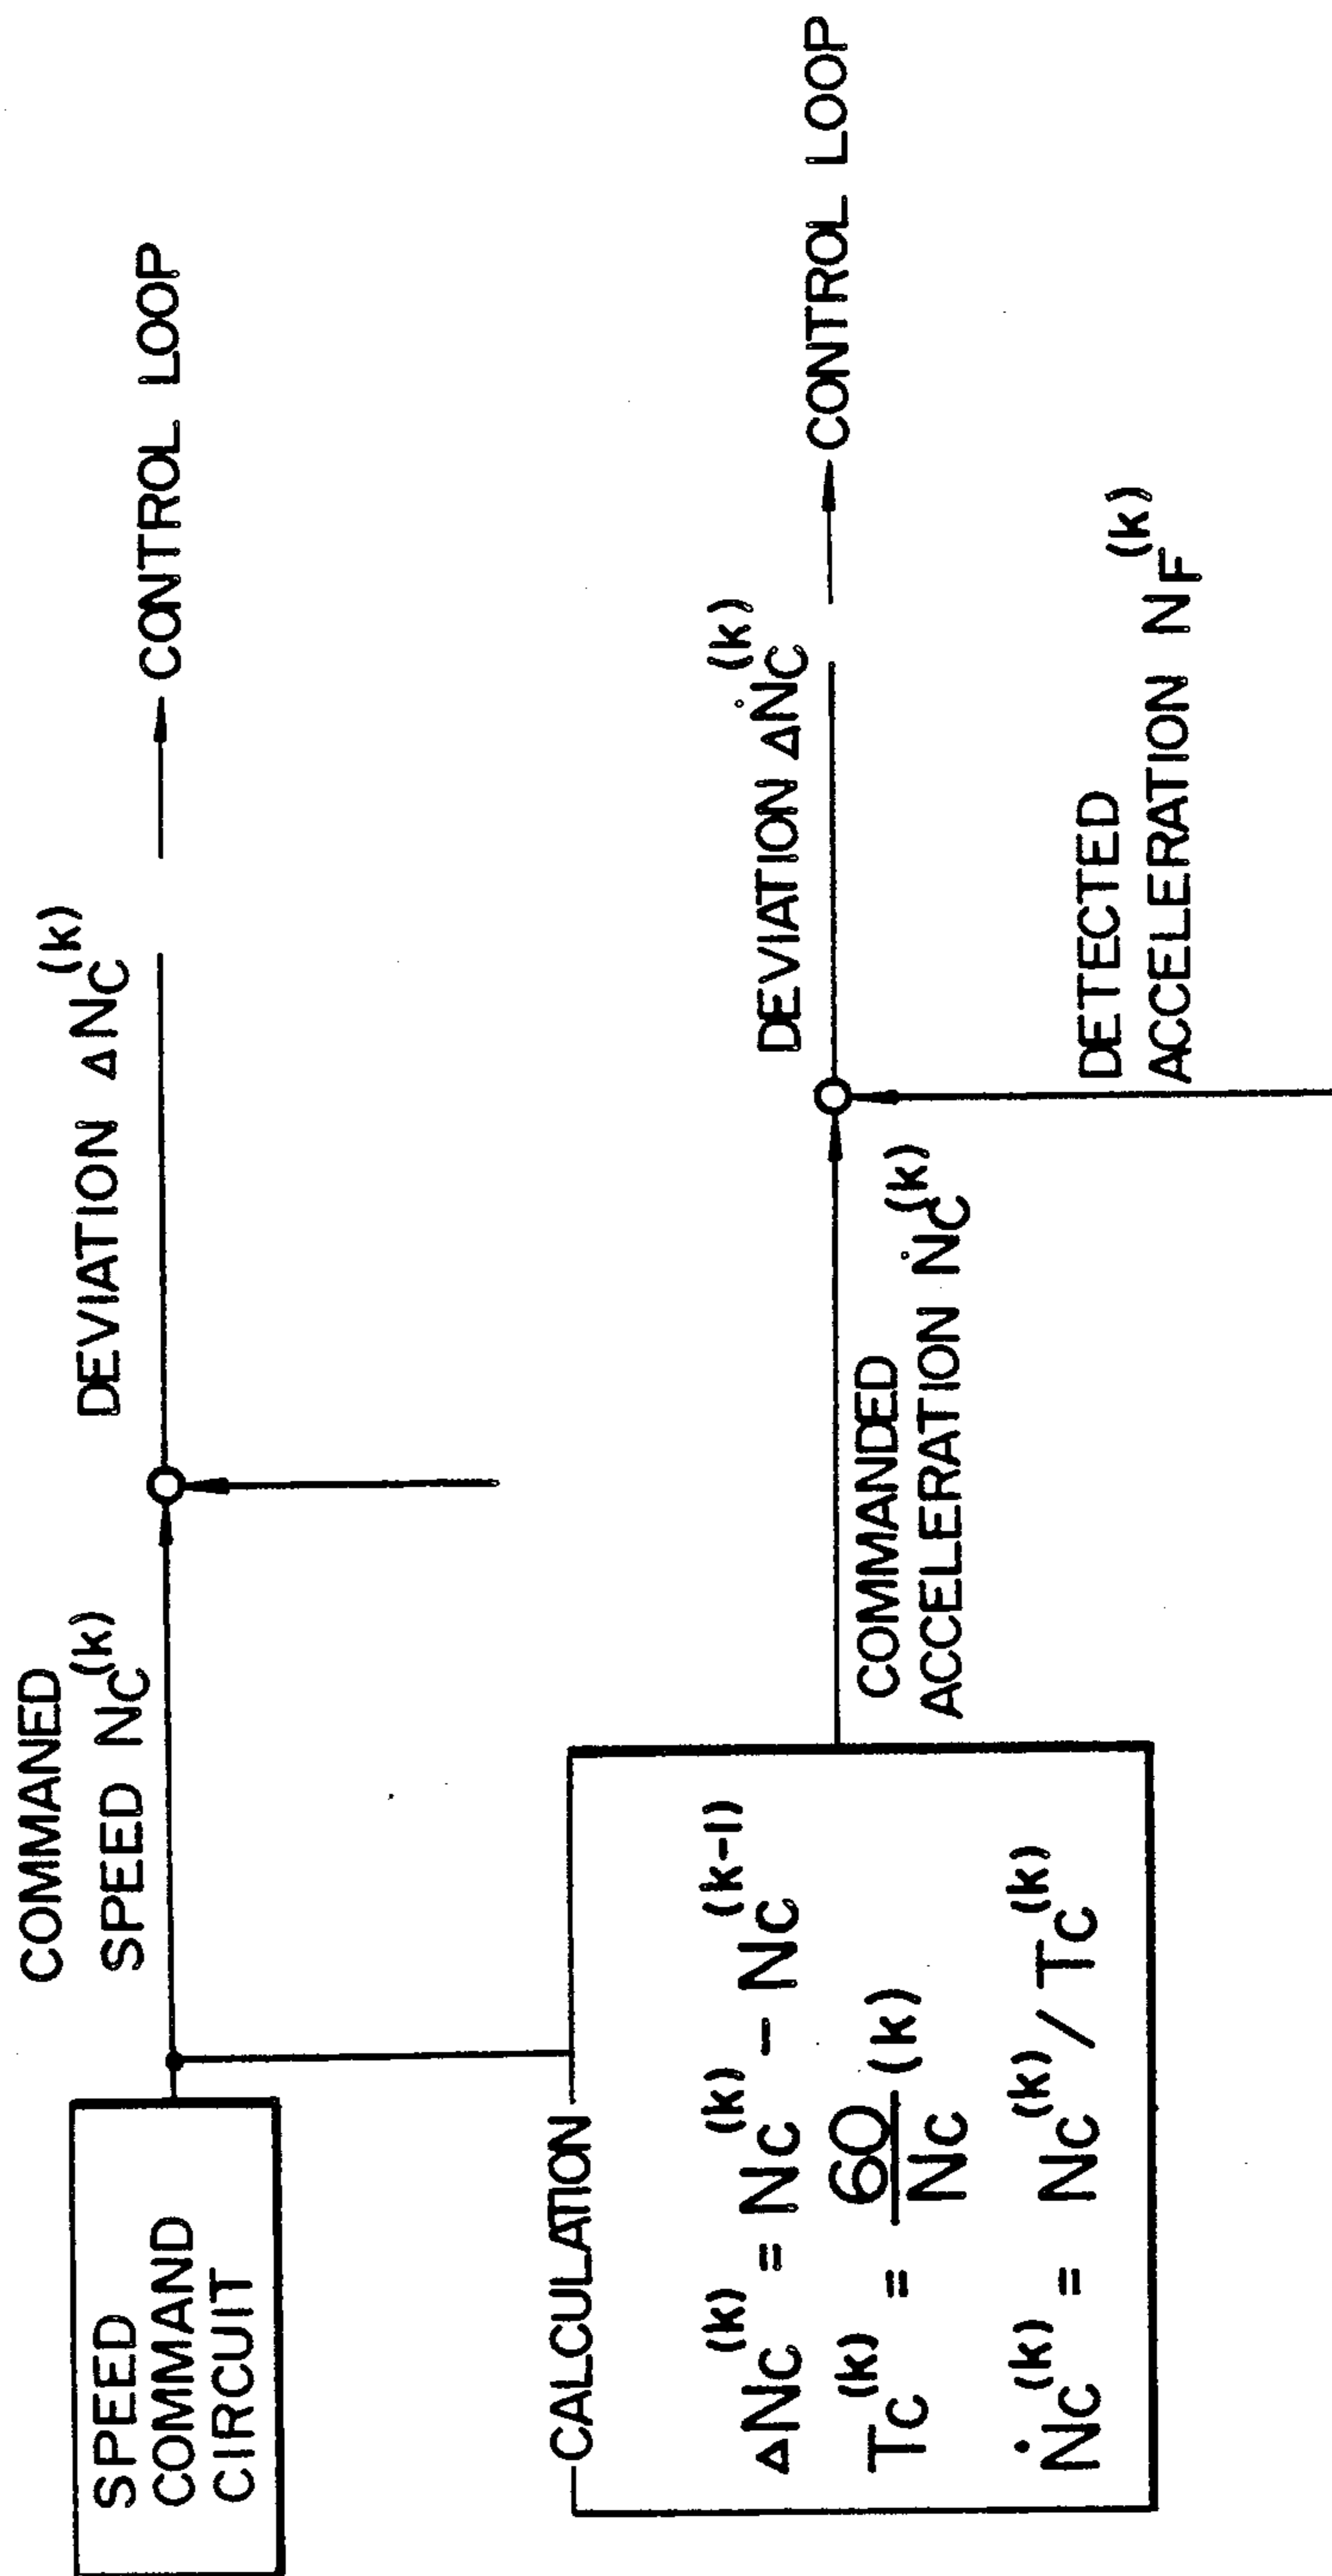 SPEED
COMMAND
CIRCUIT
COMMANED
SPEED NC(k)
DEVIATION ΔNC(k)
CONTROL LOOP
CALCULATION
ΔNC(k) = NC(k) - NC(k-1)
TC(k) = 60/NC (k)
ṄC(k) = NC(k) / TC(k)
COMMANDED
ACCELERATION ṄC(k)
DEVIATION ΔṄC(k)
CONTROL LOOP
DETECTED
ACCELERATION NF(k)